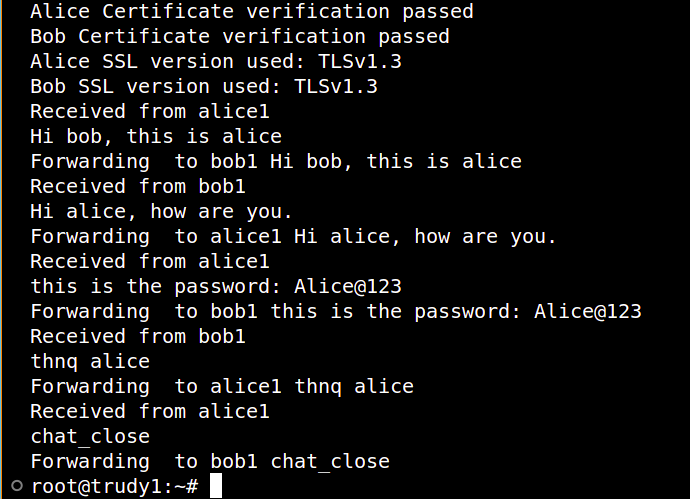 Alice Certificate verification passed
Bob Certificate verification passed
Alice SSL version used: TLSv1.3
Bob SSL version used: TLSv1.3
Received from alice1
Hi bob, this is alice
Forwarding  to bob1 Hi bob, this is alice
Received from bob1
Hi alice, how are you.
Forwarding  to alice1 Hi alice, how are you.
Received from alice1
this is the password: Alice@123
Forwarding  to bob1 this is the password: Alice@123
Received from bob1
thnq alice
Forwarding  to alice1 thnq alice
Received from alice1
chat_close
Forwarding  to bob1 chat_close
root@trudy1:~#